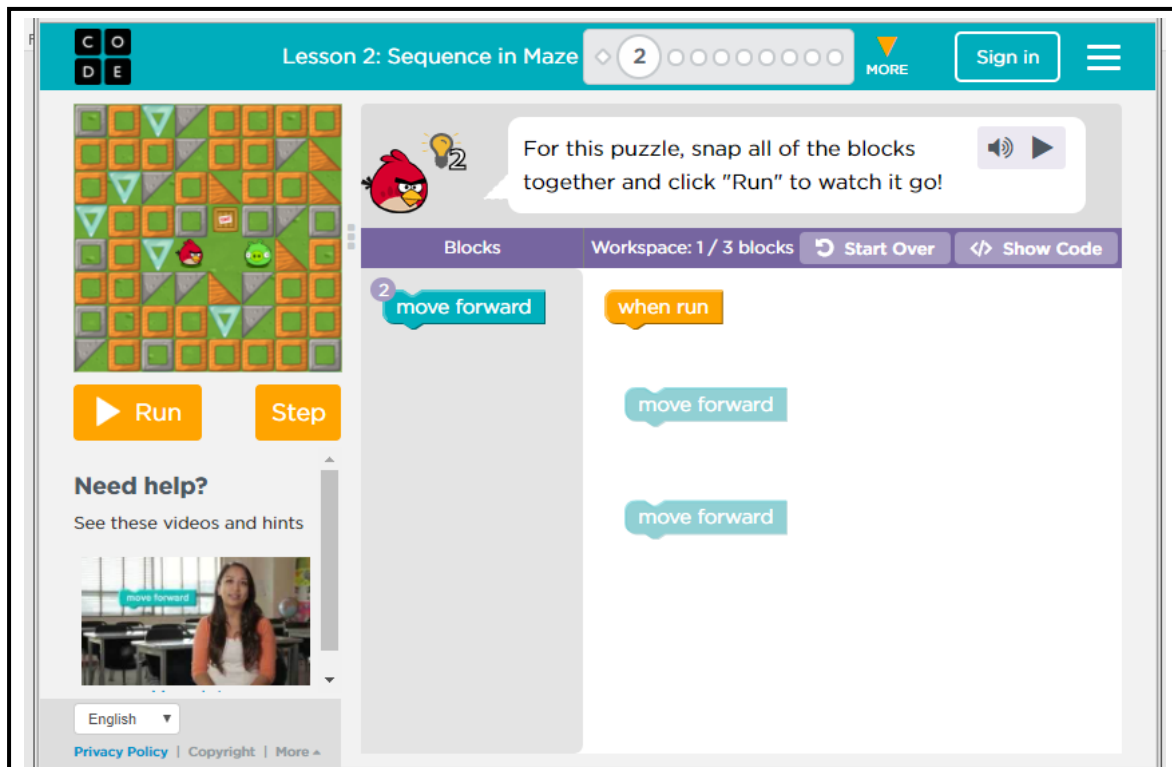 C O
D E
Lesson 2: Sequence in Maze
2
MORE
Sign in
2
For this puzzle, snap all of the blocks
together and click "Run" to watch it go!
Blocks
Workspace: 1 / 3 blocks
Start Over
</> Show Code
2
move forward
when run
move forward
move forward
Run
Step
Need help?
See these videos and hints
move forward
English
Privacy Policy | Copyright | More